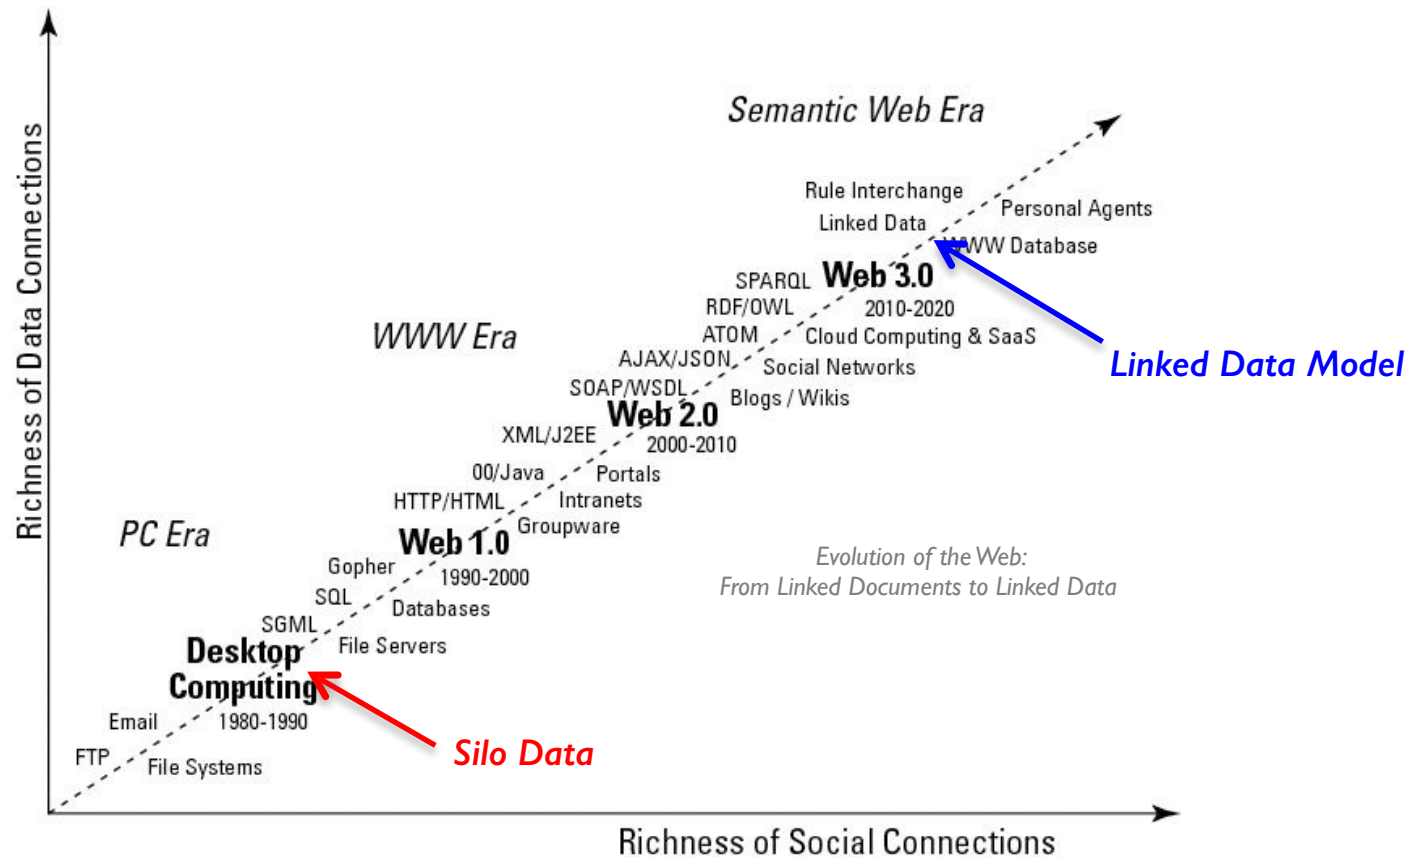 Semantic Web Era
Rule Interchange
Personal Agents
Linked Data
WWW Database
Web 3.0
SPARQL
2010-2020
RDF/OWL
ATOM
Cloud Computing & SaaS
WWW Era
AJAX/JSON
Social Networks
Linked Data Model
SOAP/WSDL
Blogs / Wikis
Web 2.0
2000-2010
XML/J2EE
00/Java
Portals
HTTP/HTML
Intranets
Groupware
PC Era
Web 1.0
1990-2000
Gopher
Evolution of the Web:
From Linked Documents to Linked Data
SQL
Databases
SGML
File Servers
Desktop
Computing
1980-1990
Email
Silo Data
FTP
File Systems
Richness of Data Connections
Richness of Social Connections